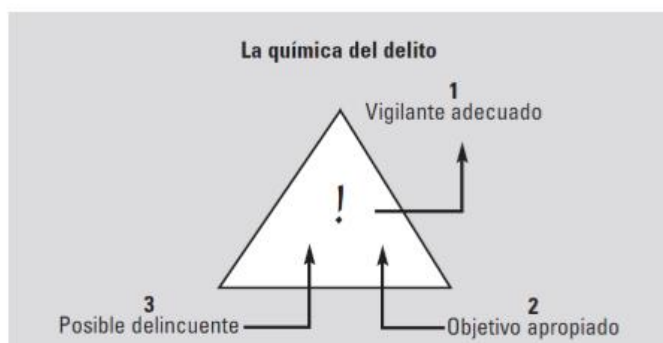 La química del delito
1
Vigilante adecuado
!
3
Posible delincuente
2
Objetivo apropiado